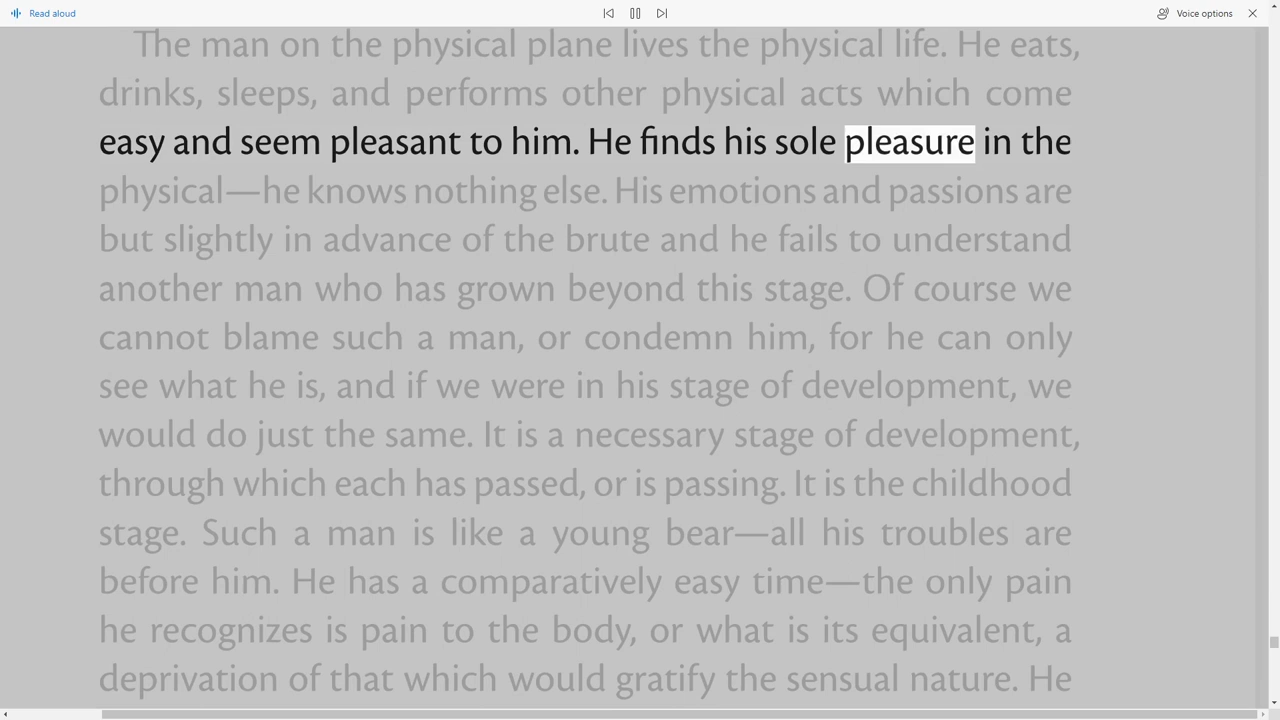 Read aloud
Voice options
The man on the physical plane lives the physical life. He eats,
drinks, sleeps, and performs other physical acts which come
easy and seem pleasant to him. He finds his sole pleasure in the
physical—he knows nothing else. His emotions and passions are
but slightly in advance of the brute and he fails to understand
another man who has grown beyond this stage. Of course we
cannot blame such a man, or condemn him, for he can only
see what he is, and if we were in his stage of development, we
would do just the same. It is a necessary stage of development,
through which each has passed, or is passing. It is the childhood
stage. Such a man is like a young bear—all his troubles are
before him. He has a comparatively easy time—the only pain
he recognizes is pain to the body, or what is its equivalent, a
deprivation of that which would gratify the sensual nature. He